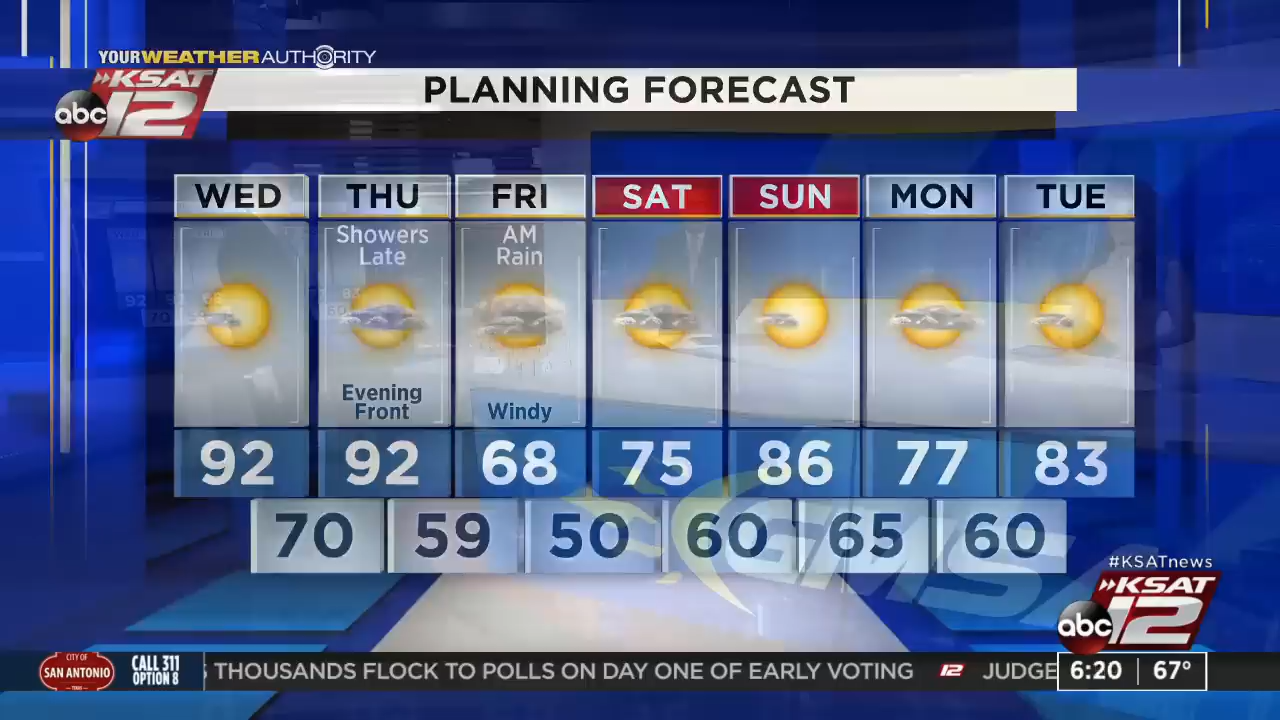 YOURWEATHERAUTHORITY
KSAT
abc 12
PLANNING FORECAST
WED THU FRI SAT SUN MON TUE
Showers Late
AM Rain
Evening Front
Windy
92 92 68 75 86 77 83
70 59 50 60 65 60
GMSA
#KSATnews
KSAT
abc 12
CITY OF
SAN ANTONIO
TEXAS
CALL 311
OPTION 8
THOUSANDS FLOCK TO POLLS ON DAY ONE OF EARLY VOTING 12 JUDGE
6:20 67°